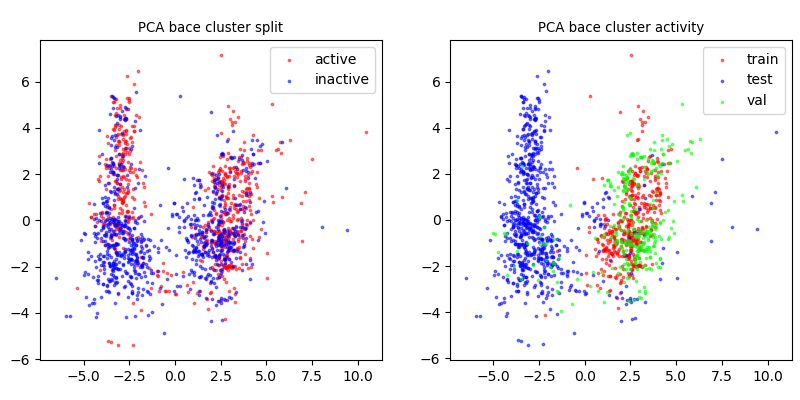 PCA bace cluster split
active
inactive
6
4
2
0
−2
−4
−6
−5.0 −2.5 0.0 2.5 5.0 7.5 10.0
PCA bace cluster activity
train
test
val
6
4
2
0
−2
−4
−6
−5.0 −2.5 0.0 2.5 5.0 7.5 10.0